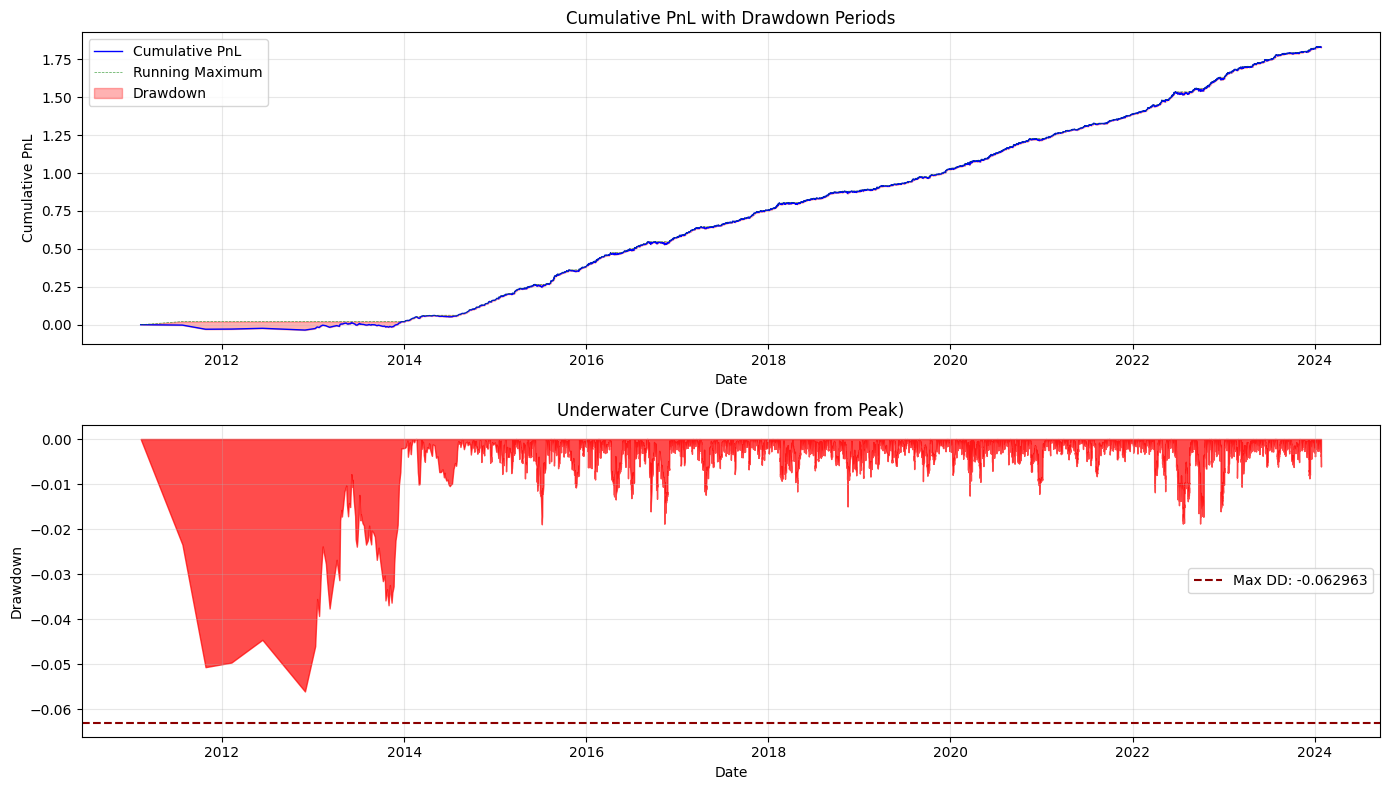 Cumulative PnL with Drawdown Periods
Cumulative PnL
Running Maximum
Drawdown
1.75
1.50
1.25
1.00
0.75
0.50
0.25
0.00
Cumulative PnL
2012
2014
2016
2018
2020
2022
2024
Date
Underwater Curve (Drawdown from Peak)
0.00
−0.01
−0.02
−0.03
−0.04
−0.05
−0.06
Drawdown
Max DD: -0.062963
2012
2014
2016
2018
2020
2022
2024
Date